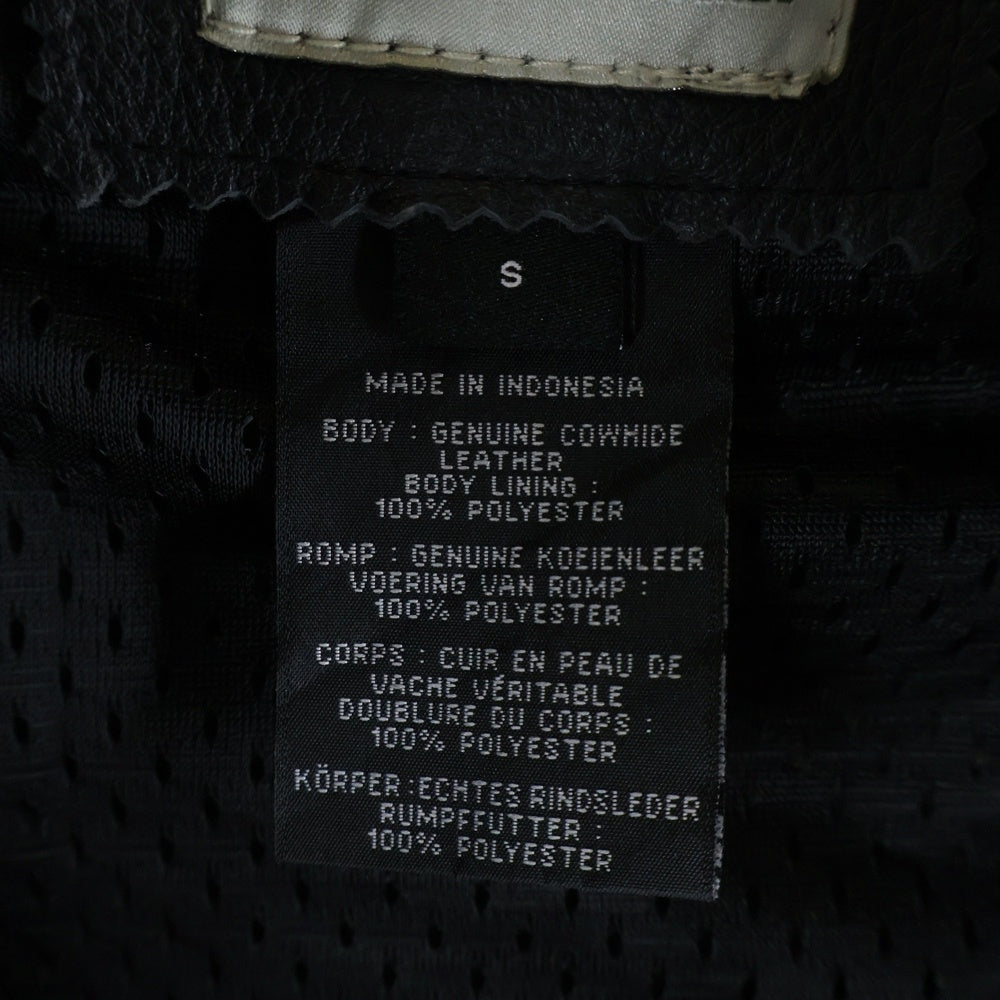 S
MADE IN INDONESIA
BODY : GENUINE COWHIDE
LEATHER
BODY LINING :
100% POLYESTER
ROMP : GENUINE KOEIENLEER
VOERING VAN ROMP :
100% POLYESTER
CORPS : CUIR EN PEAU DE
VACHE VÉRITABLE
DOUBLURE DU CORPS :
100% POLYESTER
KÖRPER :ECHTES RINDSLEDER
RUMPFFUTTER :
100% POLYESTER